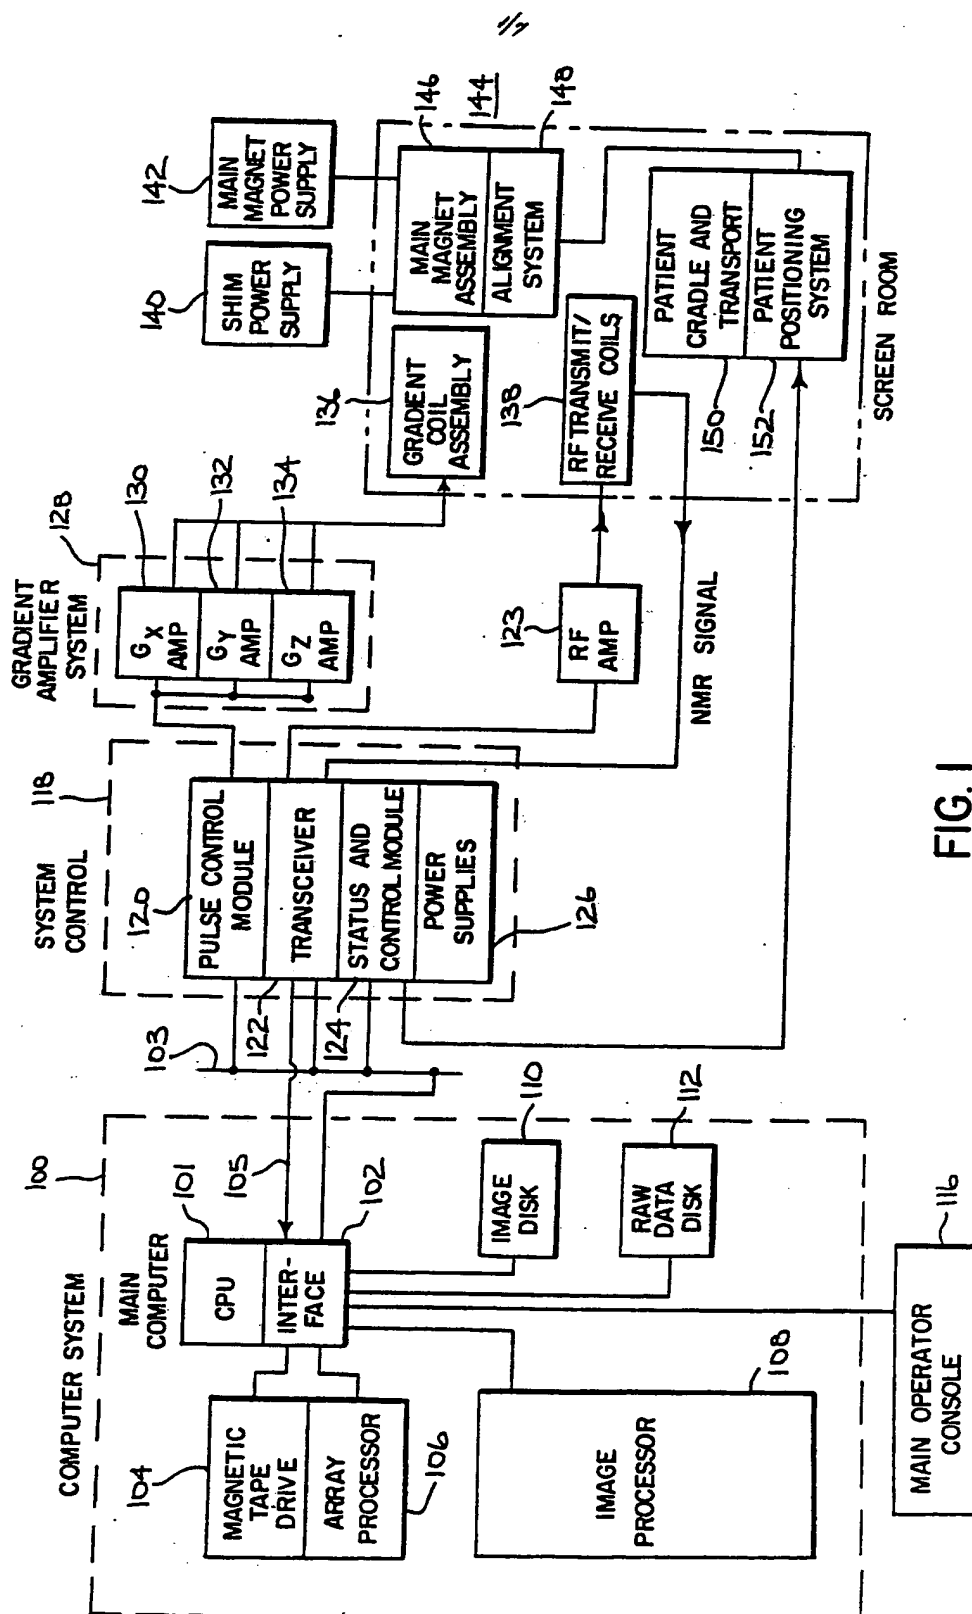 1/7
COMPUTER SYSTEM
100
MAIN
COMPUTER
101
CPU
INTER-
FACE
102
105
103
104
MAGNETIC
TAPE
DRIVE
ARRAY
PROCESSOR
106
IMAGE
PROCESSOR
108
IMAGE
DISK
110
RAW
DATA
DISK
112
MAIN OPERATOR
CONSOLE
116
SYSTEM
CONTROL
118
120
PULSE CONTROL
MODULE
122
TRANSCEIVER
124
STATUS AND
CONTROL MODULE
POWER
SUPPLIES
126
GRADIENT
AMPLIFIER
SYSTEM
128
GX
AMP
130
GY
AMP
132
GZ
AMP
134
123
RF
AMP
NMR SIGNAL
136
GRADIENT
COIL
ASSEMBLY
138
RF TRANSMIT/
RECEIVE COILS
140
SHIM
POWER
SUPPLY
142
MAIN
MAGNET
POWER
SUPPLY
144
146
MAIN
MAGNET
ASSEMBLY
ALIGNMENT
SYSTEM
148
PATIENT
CRADLE AND
TRANSPORT
150
PATIENT
POSITIONING
SYSTEM
152
SCREEN ROOM
FIG. 1